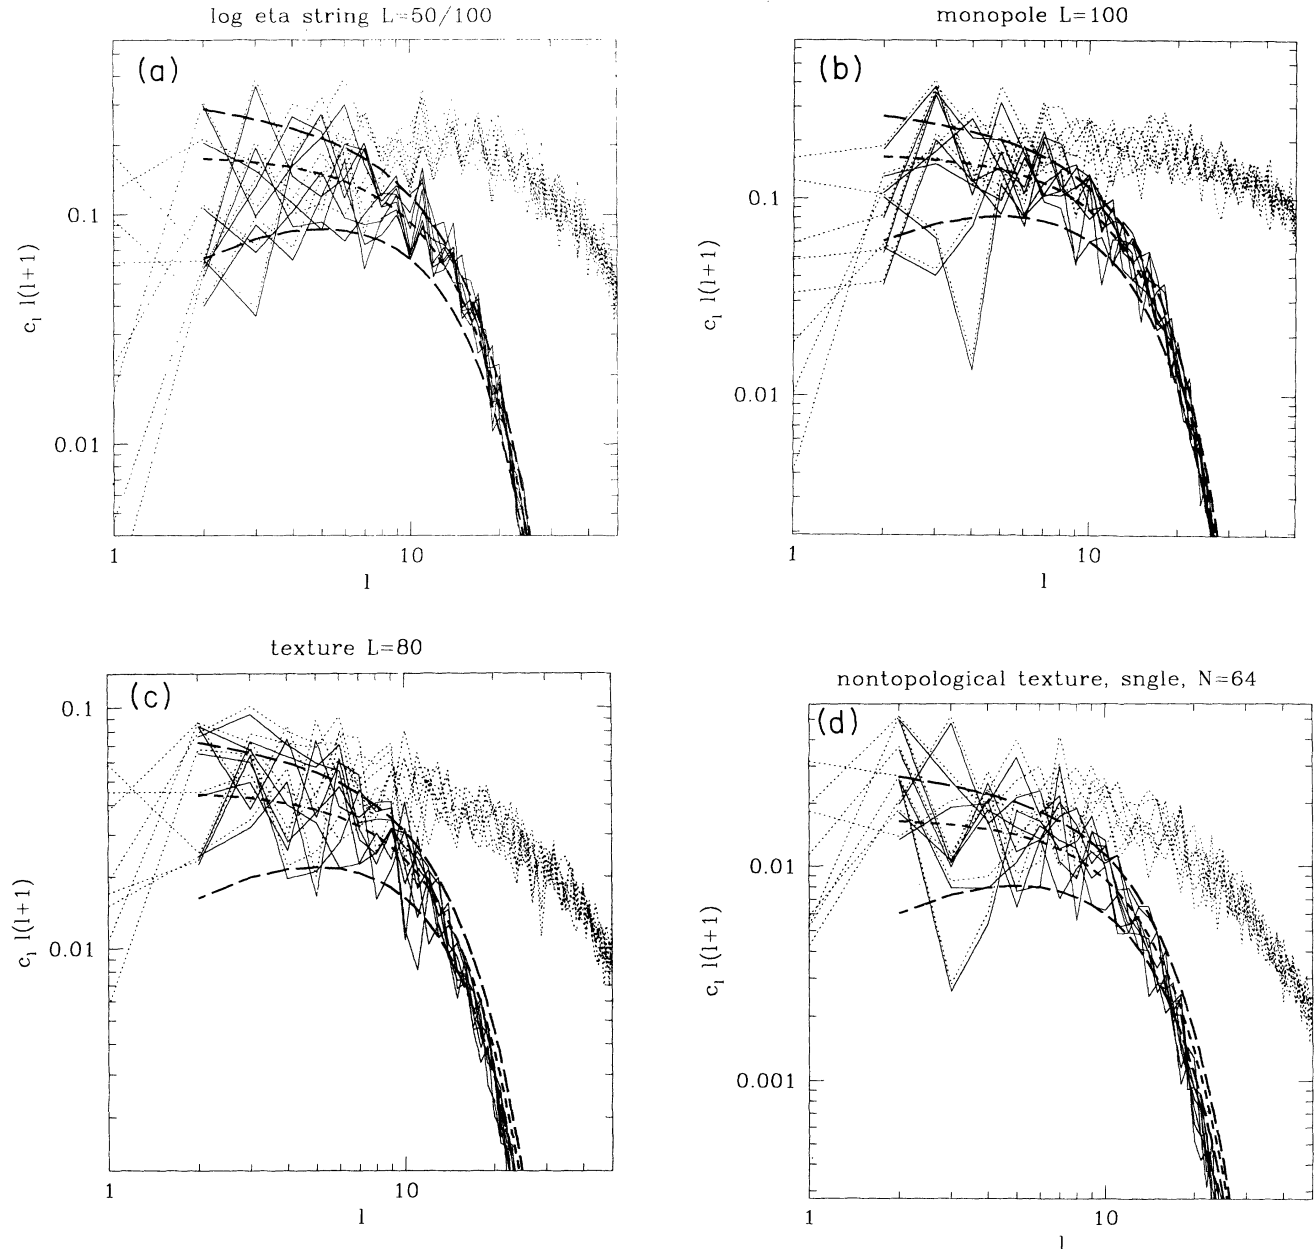 log eta string L=50/100
(a)
0.1
0.01
c_l l(l+1)
1
10
l
monopole L=100
(b)
0.1
0.01
c_l l(l+1)
1
10
l
texture L=80
(c)
0.1
0.01
c_l l(l+1)
1
10
l
nontopological texture, sngle, N=64
(d)
0.01
0.001
c_l l(l+1)
1
10
l